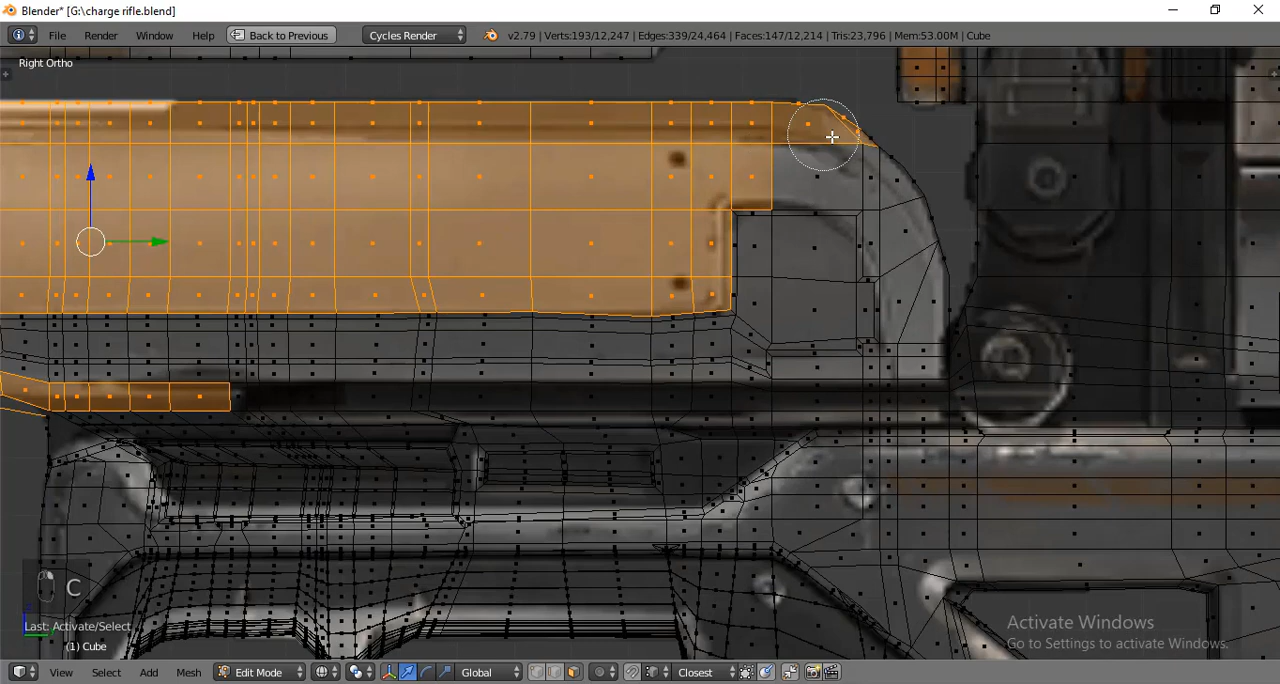 Blender* [G:\charge rifle.blend]
File Render Window Help Back to Previous Cycles Render v2.79 | Verts:193/12,247 | Edges:339/24,464 | Faces:147/12,214 | Tris:23,796 | Mem:53.00M | Cube
Right Ortho
C
Last: Activate/Select
(1) Cube
Activate Windows
Go to Settings to activate Windows.
View Select Add Mesh Edit Mode Global Closest